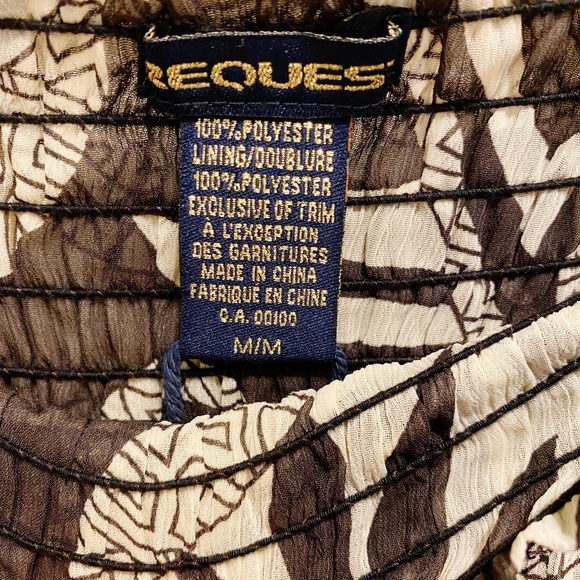 REQUEST
100%POLYESTER
LINING/DOUBLURE
100%POLYESTER
EXCLUSIVE OF TRIM
À L'EXCEPTION
DES GARNITURES
MADE IN CHINA
FABRIQUÉ EN CHINE
C.A. 00100
M/M